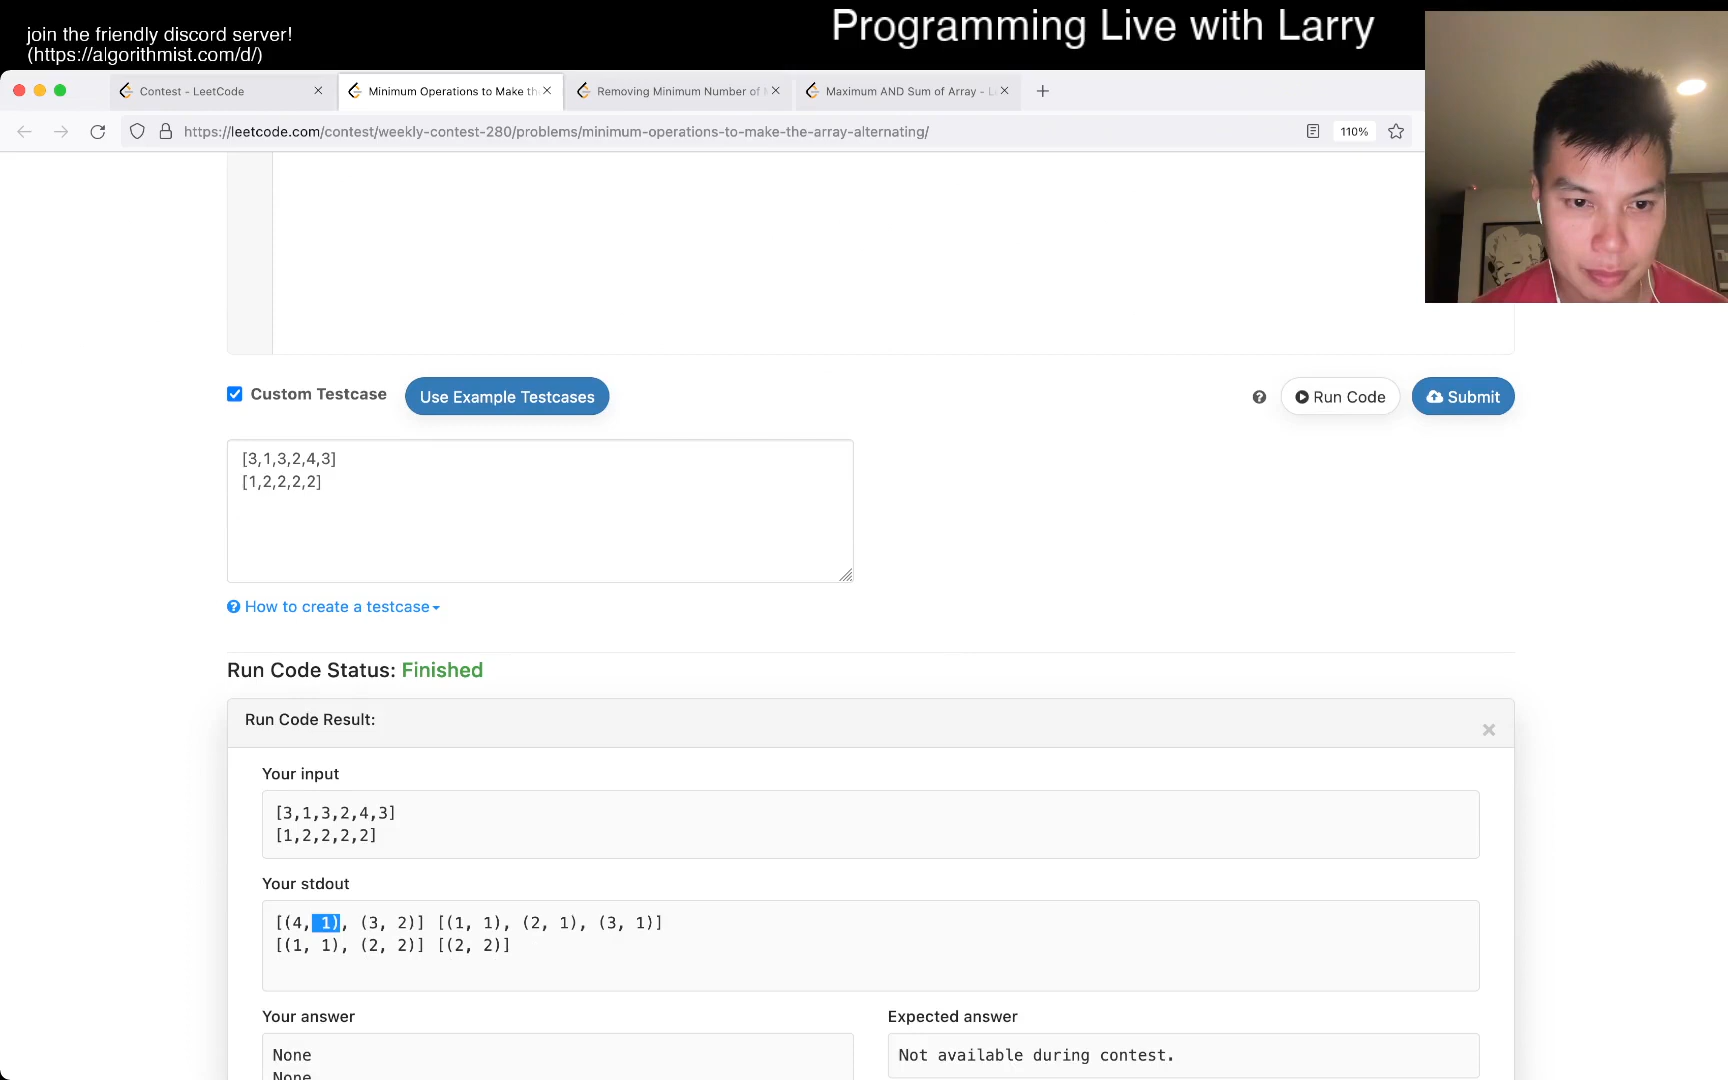 join the friendly discord server!
(https://algorithmist.com/d/)
Programming Live with Larry
Contest - LeetCode
Minimum Operations to Make th
Removing Minimum Number of
Maximum AND Sum of Array - L
https://leetcode.com/contest/weekly-contest-280/problems/minimum-operations-to-make-the-array-alternating/
110%
Custom Testcase
Use Example Testcases
Run Code
Submit
[3,1,3,2,4,3]
[1,2,2,2,2]
How to create a testcase
Run Code Status: Finished
Run Code Result:
Your input
[3,1,3,2,4,3]
[1,2,2,2,2]
Your stdout
[(4, 1), (3, 2)] [(1, 1), (2, 1), (3, 1)]
[(1, 1), (2, 2)] [(2, 2)]
Your answer
Expected answer
None
Not available during contest.
None